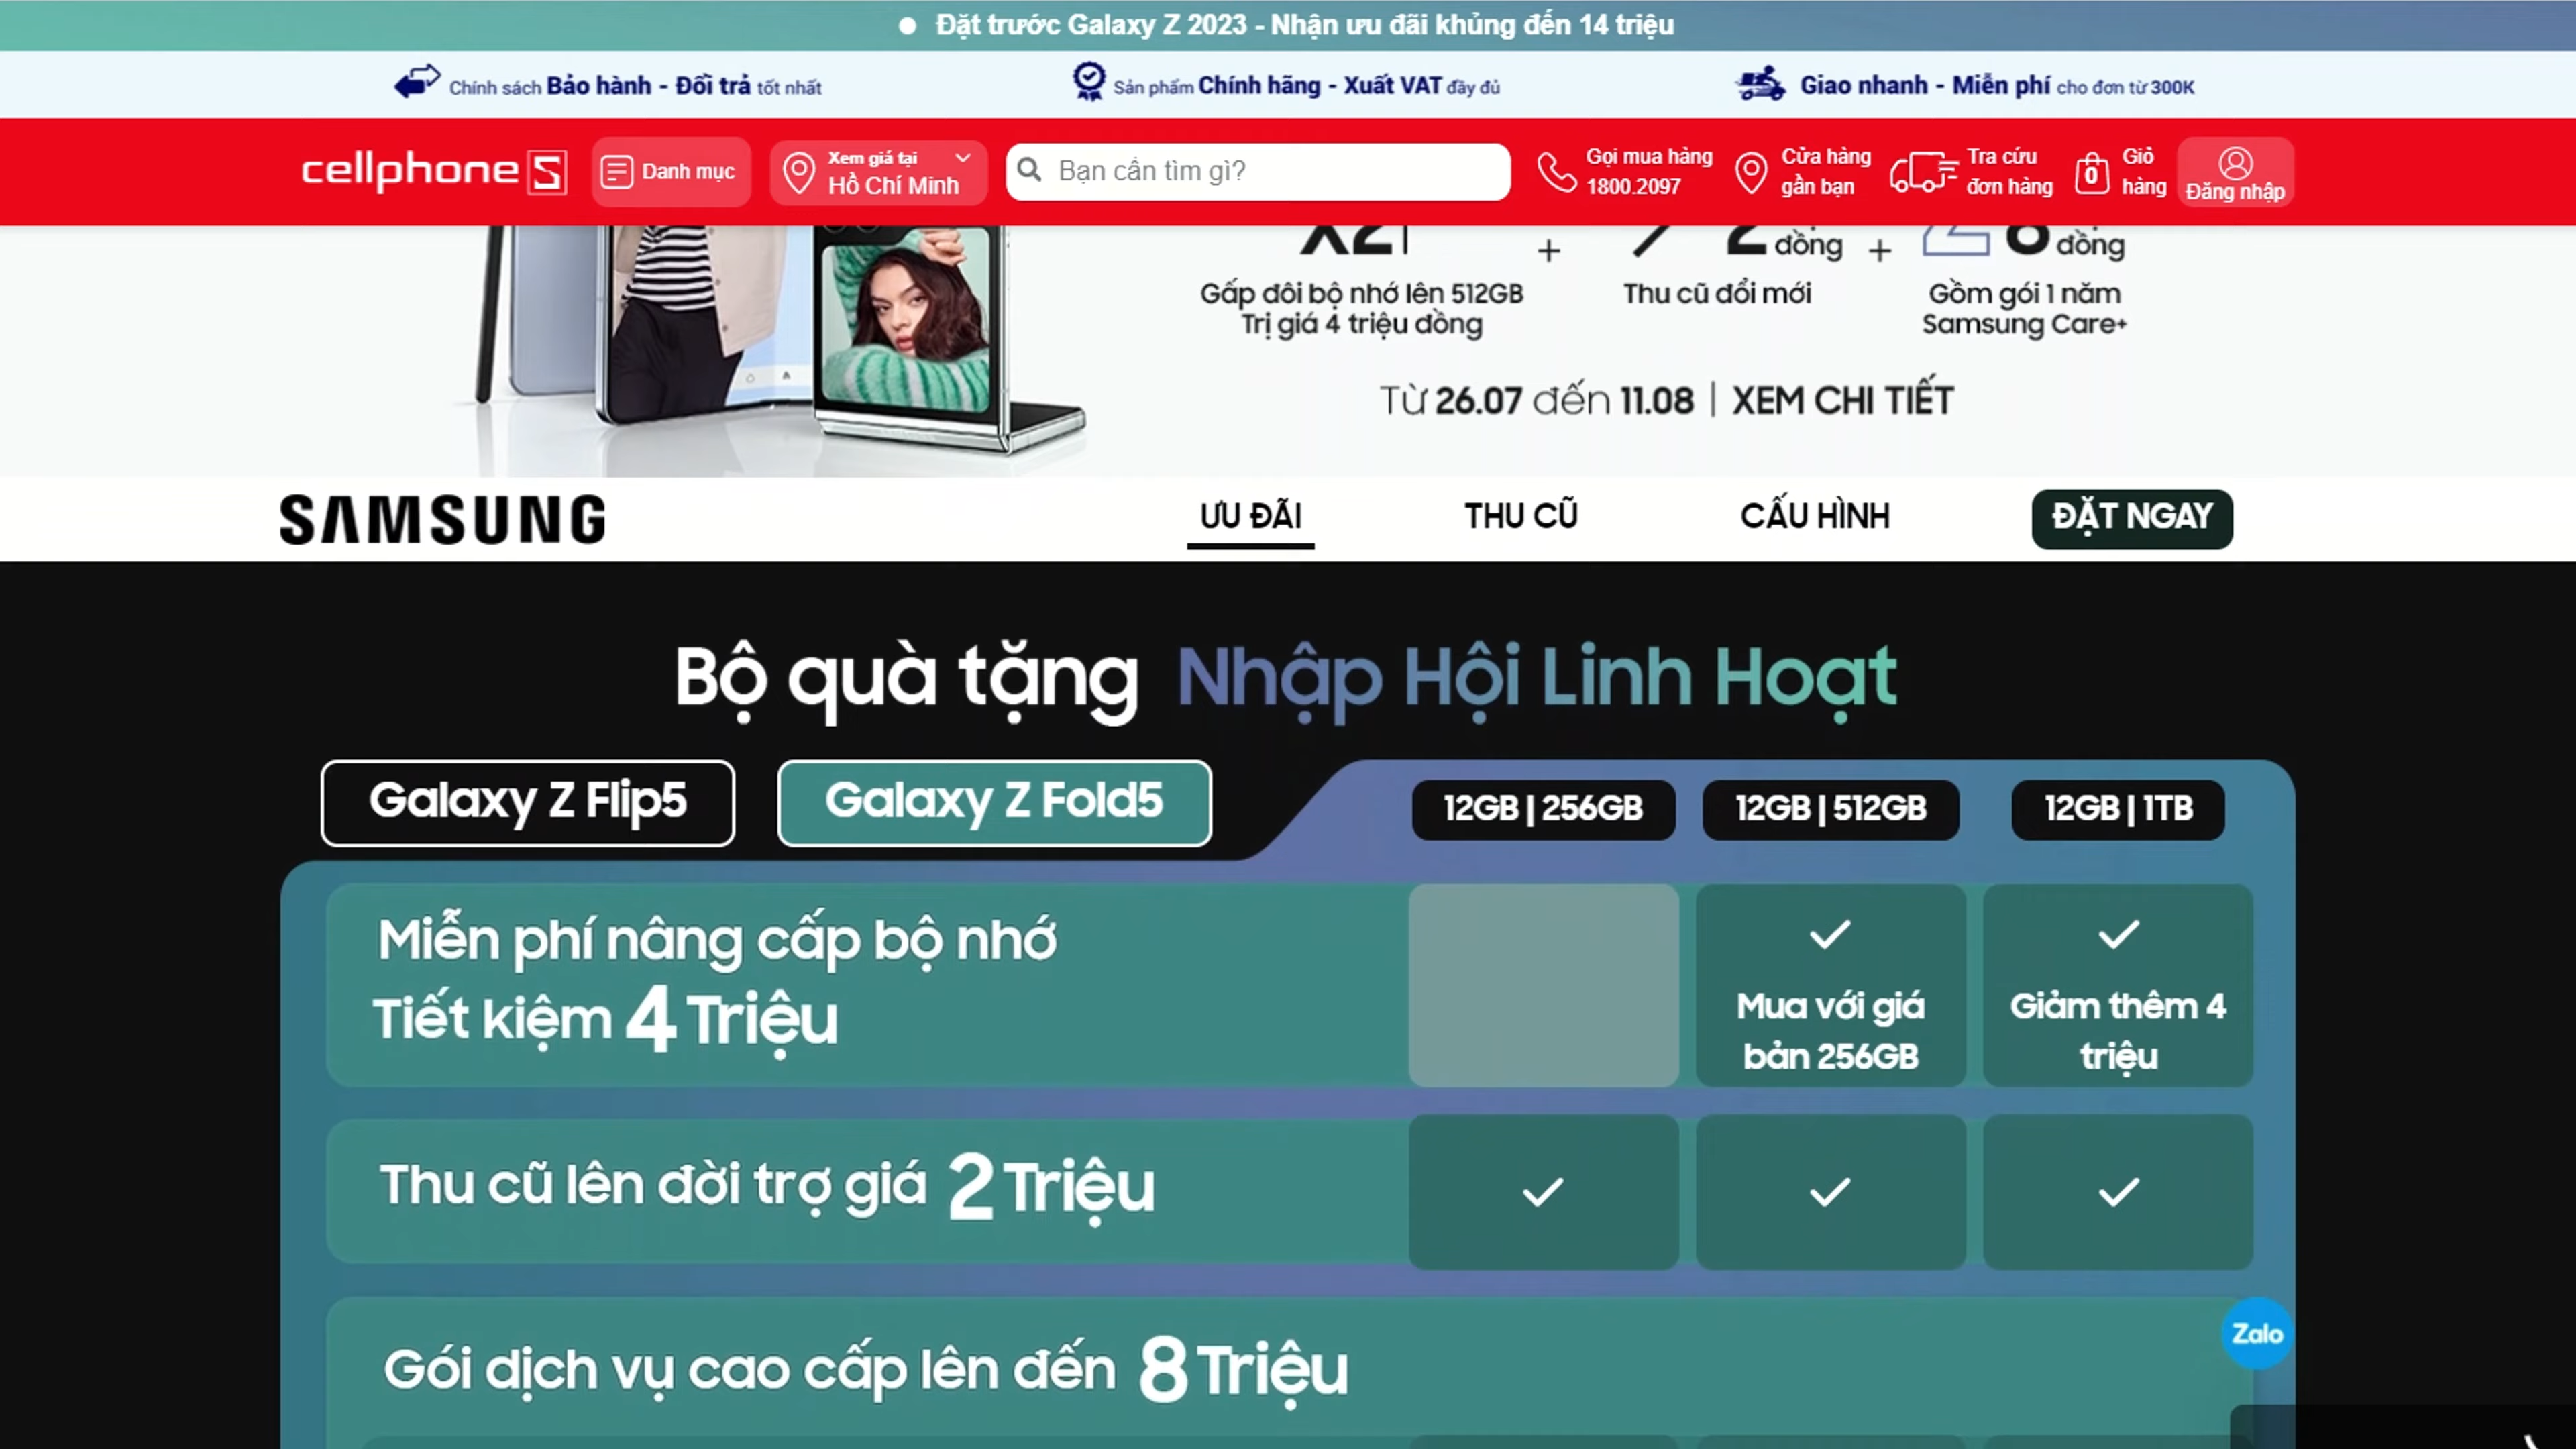 Đặt trước Galaxy Z 2023 - Nhận ưu đãi khủng đến 14 triệu
Chính sách Bảo hành - Đổi trả tốt nhất
Sản phẩm Chính hãng - Xuất VAT đầy đủ
Giao nhanh - Miễn phí cho đơn từ 300K
cellphoneS
Danh mục
Xem giá tại
Hồ Chí Minh
Bạn cần tìm gì?
Gọi mua hàng
1800.2097
Cửa hàng
gần bạn
Tra cứu
đơn hàng
0
Giỏ
hàng
Đăng nhập
X2
+
2 đồng
+
8 đồng
Gấp đôi bộ nhớ lên 512GB
Trị giá 4 triệu đồng
Thu cũ đổi mới
Gồm gói 1 năm
Samsung Care+
Từ 26.07 đến 11.08 | XEM CHI TIẾT
SAMSUNG
ƯU ĐÃI
THU CŨ
CẤU HÌNH
ĐẶT NGAY
Bộ quà tặng Nhập Hội Linh Hoạt
Galaxy Z Flip5
Galaxy Z Fold5
12GB | 256GB
12GB | 512GB
12GB | 1TB
Miễn phí nâng cấp bộ nhớ
Tiết kiệm 4 Triệu
Mua với giá
bản 256GB
Giảm thêm 4
triệu
Thu cũ lên đời trợ giá 2 Triệu
Gói dịch vụ cao cấp lên đến 8 Triệu
Zalo